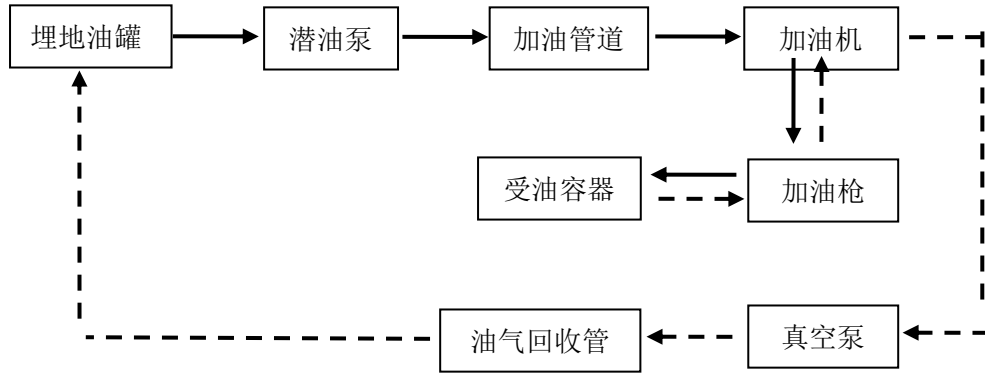 埋地油罐
潜油泵
加油管道
加油机
受油容器
加油枪
油气回收管
真空泵